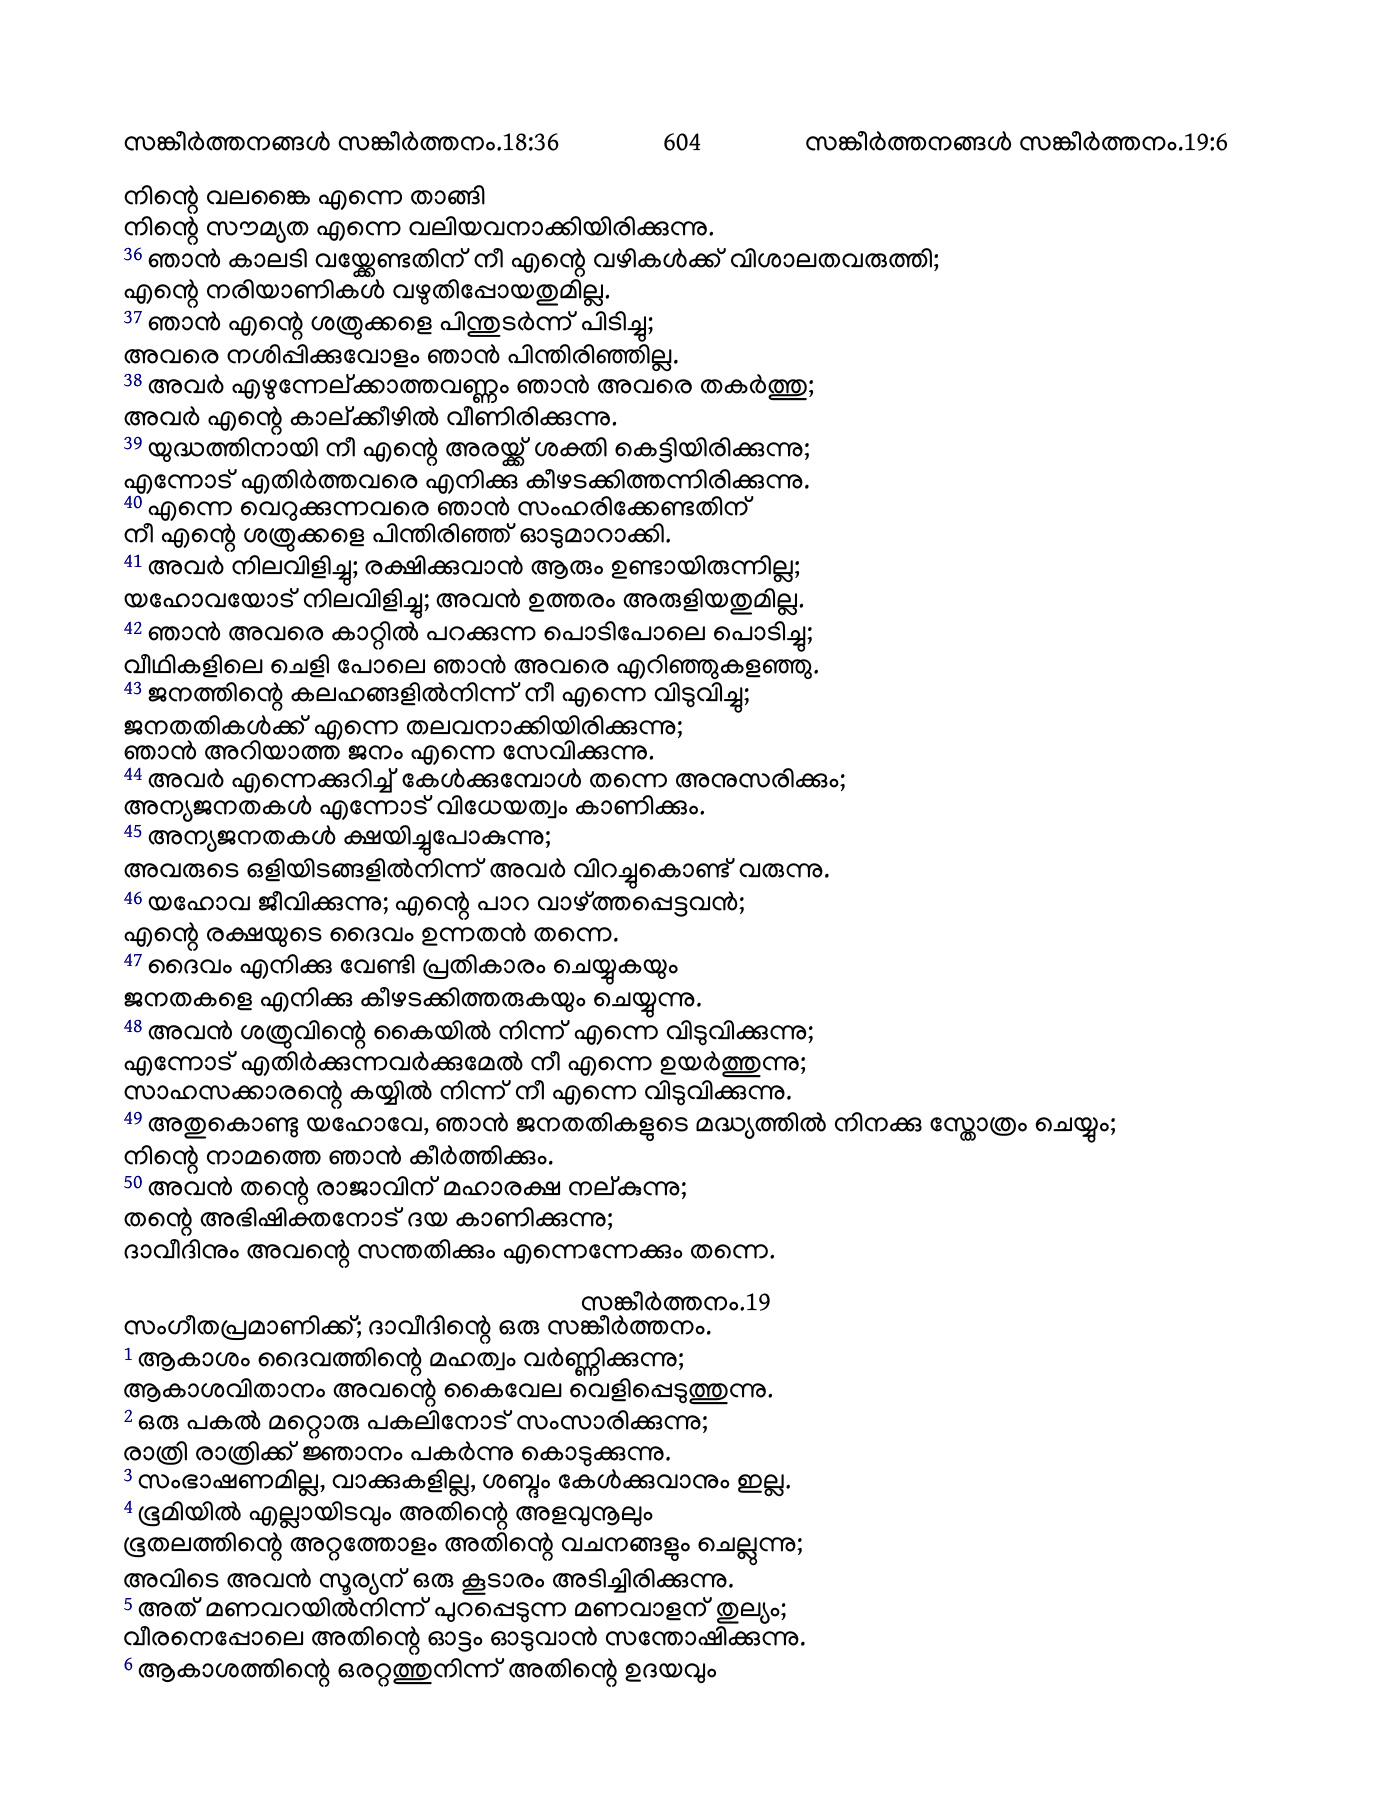 സങ്കീർത്തനങ്ങൾ സങ്കീർത്തനം.18:36 604 സങ്കീർത്തനങ്ങൾ സങ്കീർത്തനം.19:6
നിന്റെ വലങ്കൈ എന്നെ താങ്ങി
നിന്റെ സൗമ്യത എന്നെ വലിയവനാക്കിയിരിക്കുന്നു.
36 ഞാൻ കാലടി വയ്ക്കേണ്ടതിന് നീ എന്റെ വഴികൾക്ക് വിശാലതവരുത്തി;
എന്റെ നരിയാണികൾ വഴുതിപ്പോയതുമില്ല.
37 ഞാൻ എന്റെ ശത്രുക്കളെ പിന്തുടർന്ന് പിടിച്ചു;
അവരെ നശിപ്പിക്കുവോളം ഞാൻ പിന്തിരിഞ്ഞില്ല.
38 അവർ എഴുന്നേല്ക്കാത്തവണ്ണം ഞാൻ അവരെ തകർത്തു;
അവർ എന്റെ കാല്ക്കീഴിൽ വീണിരിക്കുന്നു.
39 യുദ്ധത്തിനായി നീ എന്റെ അരയ്ക്ക് ശക്തി കെട്ടിയിരിക്കുന്നു;
എന്നോട് എതിർത്തവരെ എനിക്കു കീഴടക്കിത്തന്നിരിക്കുന്നു.
40 എന്നെ വെറുക്കുന്നവരെ ഞാൻ സംഹരിക്കേണ്ടതിന്
നീ എന്റെ ശത്രുക്കളെ പിന്തിരിഞ്ഞ് ഓടുമാറാക്കി.
41 അവർ നിലവിളിച്ചു; രക്ഷിക്കുവാൻ ആരും ഉണ്ടായിരുന്നില്ല;
യഹോവയോട് നിലവിളിച്ചു; അവൻ ഉത്തരം അരുളിയതുമില്ല.
42 ഞാൻ അവരെ കാറ്റിൽ പറക്കുന്ന പൊടിപോലെ പൊടിച്ചു;
വീഥികളിലെ ചെളി പോലെ ഞാൻ അവരെ എറിഞ്ഞുകളഞ്ഞു.
43 ജനത്തിന്റെ കലഹങ്ങളിൽനിന്ന് നീ എന്നെ വിടുവിച്ചു;
ജനതതികൾക്ക് എന്നെ തലവനാക്കിയിരിക്കുന്നു;
ഞാൻ അറിയാത്ത ജനം എന്നെ സേവിക്കുന്നു.
44 അവർ എന്നെക്കുറിച്ച് കേൾക്കുമ്പോൾ തന്നെ അനുസരിക്കും;
അന്യജനതകൾ എന്നോട് വിധേയത്വം കാണിക്കും.
45 അന്യജനതകൾ ക്ഷയിച്ചുപോകുന്നു;
അവരുടെ ഒളിയിടങ്ങളിൽനിന്ന് അവർ വിറച്ചുകൊണ്ട് വരുന്നു.
46 യഹോവ ജീവിക്കുന്നു; എന്റെ പാറ വാഴ്ത്തപ്പെട്ടവൻ;
എന്റെ രക്ഷയുടെ ദൈവം ഉന്നതൻ തന്നെ.
47 ദൈവം എനിക്കു വേണ്ടി പ്രതികാരം ചെയ്യുകയും
ജനതകളെ എനിക്കു കീഴടക്കിത്തരുകയും ചെയ്യുന്നു.
48 അവൻ ശത്രുവിന്റെ കൈയിൽ നിന്ന് എന്നെ വിടുവിക്കുന്നു;
എന്നോട് എതിർക്കുന്നവർക്കുമേൽ നീ എന്നെ ഉയർത്തുന്നു;
സാഹസക്കാരന്റെ കയ്യിൽ നിന്ന് നീ എന്നെ വിടുവിക്കുന്നു.
49 അതുകൊണ്ടു യഹോവേ, ഞാൻ ജനതതികളുടെ മദ്ധ്യത്തിൽ നിനക്കു സ്തോത്രം ചെയ്യും;
നിന്റെ നാമത്തെ ഞാൻ കീർത്തിക്കും.
50 അവൻ തന്റെ രാജാവിന് മഹാരക്ഷ നല്കുന്നു;
തന്റെ അഭിഷിക്തനോട് ദയ കാണിക്കുന്നു;
ദാവീദിനും അവന്റെ സന്തതിക്കും എന്നെന്നേക്കും തന്നെ.
സങ്കീർത്തനം.19
സംഗീതപ്രമാണിക്ക്; ദാവീദിന്റെ ഒരു സങ്കീർത്തനം.
1 ആകാശം ദൈവത്തിന്റെ മഹത്വം വർണ്ണിക്കുന്നു;
ആകാശവിതാനം അവന്റെ കൈവേല വെളിപ്പെടുത്തുന്നു.
2 ഒരു പകൽ മറ്റൊരു പകലിനോട് സംസാരിക്കുന്നു;
രാത്രി രാത്രിക്ക് ജ്ഞാനം പകർന്നു കൊടുക്കുന്നു.
3 സംഭാഷണമില്ല, വാക്കുകളില്ല, ശബ്ദം കേൾക്കുവാനും ഇല്ല.
4 ഭൂമിയിൽ എല്ലായിടവും അതിന്റെ അളവുനൂലും
ഭൂതലത്തിന്റെ അറ്റത്തോളം അതിന്റെ വചനങ്ങളും ചെല്ലുന്നു;
അവിടെ അവൻ സൂര്യന് ഒരു കൂടാരം അടിച്ചിരിക്കുന്നു.
5 അത് മണവറയിൽനിന്ന് പുറപ്പെടുന്ന മണവാളന് തുല്യം;
വീരനെപ്പോലെ അതിന്റെ ഓട്ടം ഓടുവാൻ സന്തോഷിക്കുന്നു.
6 ആകാശത്തിന്റെ ഒരറ്റത്തുനിന്ന് അതിന്റെ ഉദയവും